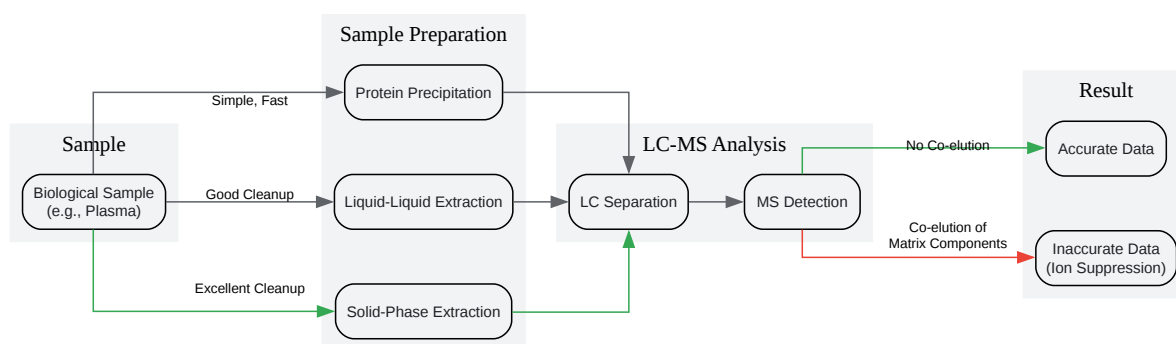 Sample Preparation
Protein Precipitation
Simple, Fast
Result
Sample
LC-MS Analysis
No Co-elution
Accurate Data
Biological Sample
(e.g., Plasma)
Good Cleanup
Liquid-Liquid Extraction
LC Separation
MS Detection
Co-elution of
Matrix Components
Inaccurate Data
(Ion Suppression)
Excellent Cleanup
Solid-Phase Extraction